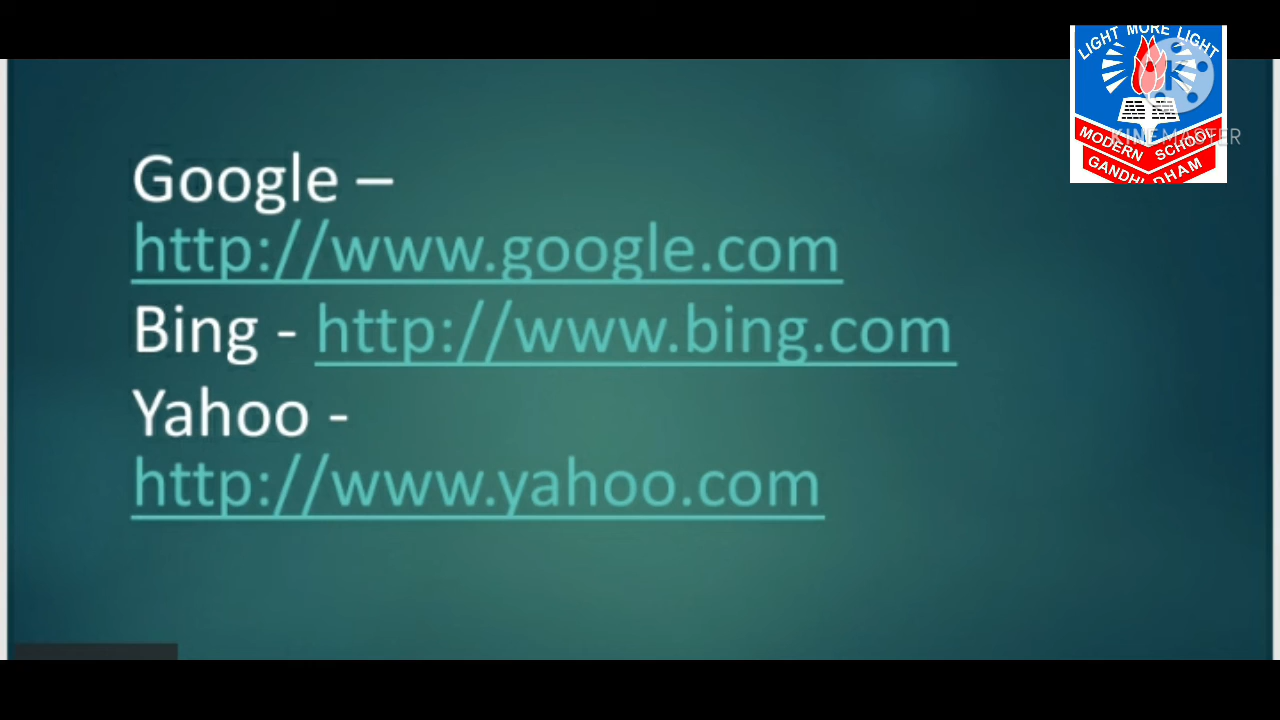 LIGHT MORE LIGHT
K
KINEMASTER
MODERN SCHOOL
GANDHIDHAM
Google –
http://www.google.com
Bing - http://www.bing.com
Yahoo -
http://www.yahoo.com